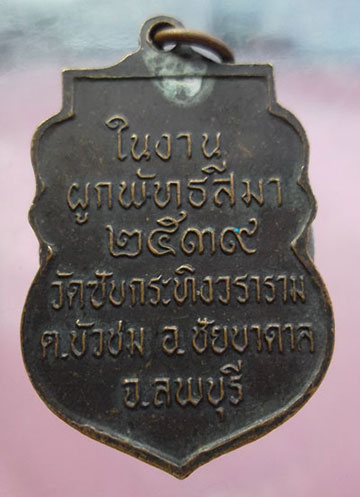 ในงาน
ผูกพัทธสีมา
๒๕๓๙
วัดซับกระทิงวราราม
ต.บัวชุม อ.ชัยบาดาล
จ.ลพบุรี